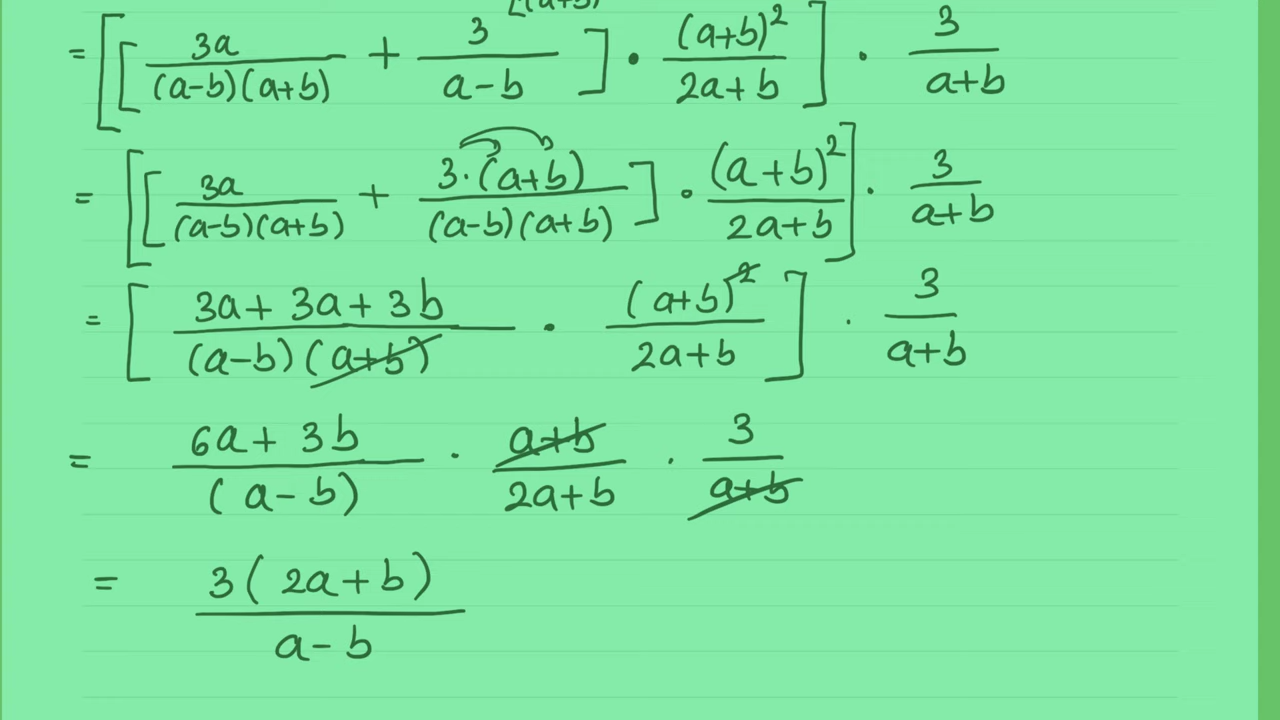 [(a+b)
= [[ 3a/((a-b)(a+b)) + 3/(a-b) ] · (a+b)²/(2a+b) ] · 3/(a+b)
= [[ 3a/((a-b)(a+b)) + 3·(a+b)/((a-b)(a+b)) ] · (a+b)²/(2a+b) ] · 3/(a+b)
= [ (3a+3a+3b)/((a-b)(a+b)) · (a+b)²/(2a+b) ] · 3/(a+b)
= (6a+3b)/(a-b) · (a+b)/(2a+b) · 3/(a+b)
= 3(2a+b)/(a-b)